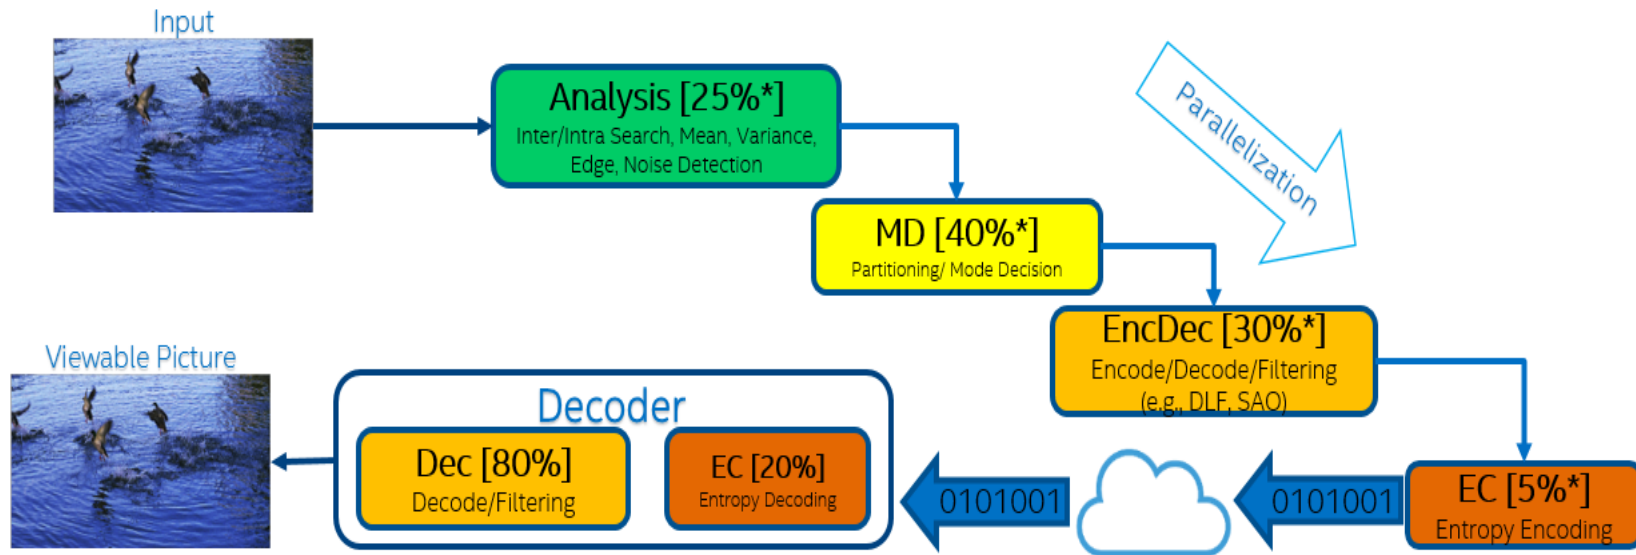 Input
Analysis [25%*]
Inter/Intra Search, Mean, Variance,
Edge, Noise Detection
Parallelization
MD [40%*]
Partitioning/ Mode Decision
EncDec [30%*]
Encode/Decode/Filtering
(e.g., DLF, SAO)
EC [5%*]
Entropy Encoding
0101001
0101001
Decoder
EC [20%]
Entropy Decoding
Dec [80%]
Decode/Filtering
Viewable Picture